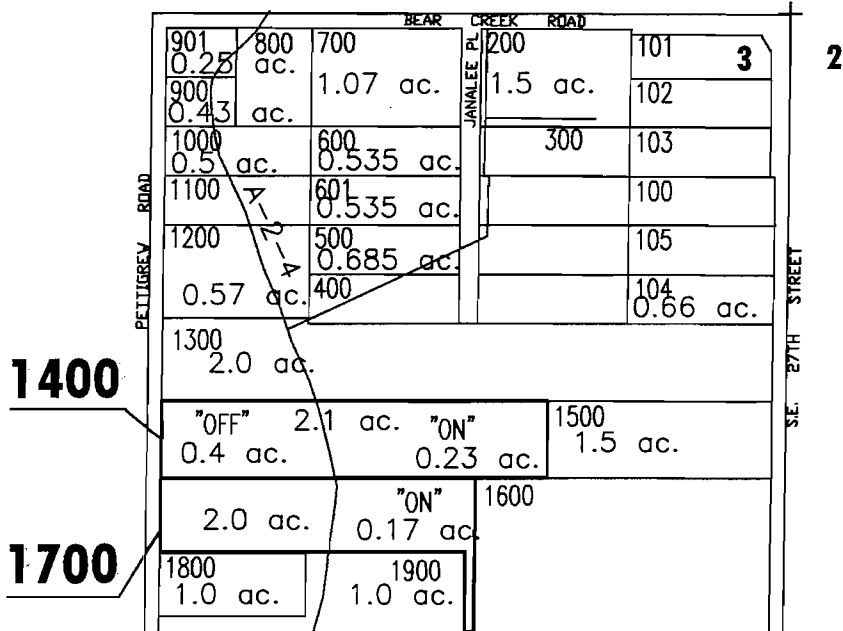 BEAR CREEK ROAD
901 800 700 JANALEE PL 200 101 3 2
0.25 ac. 1.07 ac. 1.5 ac.
900 102
0.43 ac.
1000 600 300 103
0.5 ac. 0.535 ac.
PETTIGREW ROAD
1100 A-2-4 601 100
0.535 ac.
1200 500 105
0.685 ac.
0.57 ac. 400 104
0.66 ac.
S.E. 27TH STREET
1300
2.0 ac.
1400
"OFF" 2.1 ac. "ON" 1500
0.4 ac. 0.23 ac. 1.5 ac.
"ON" 1600
2.0 ac. 0.17 ac.
1700
1800 1900
1.0 ac. 1.0 ac.